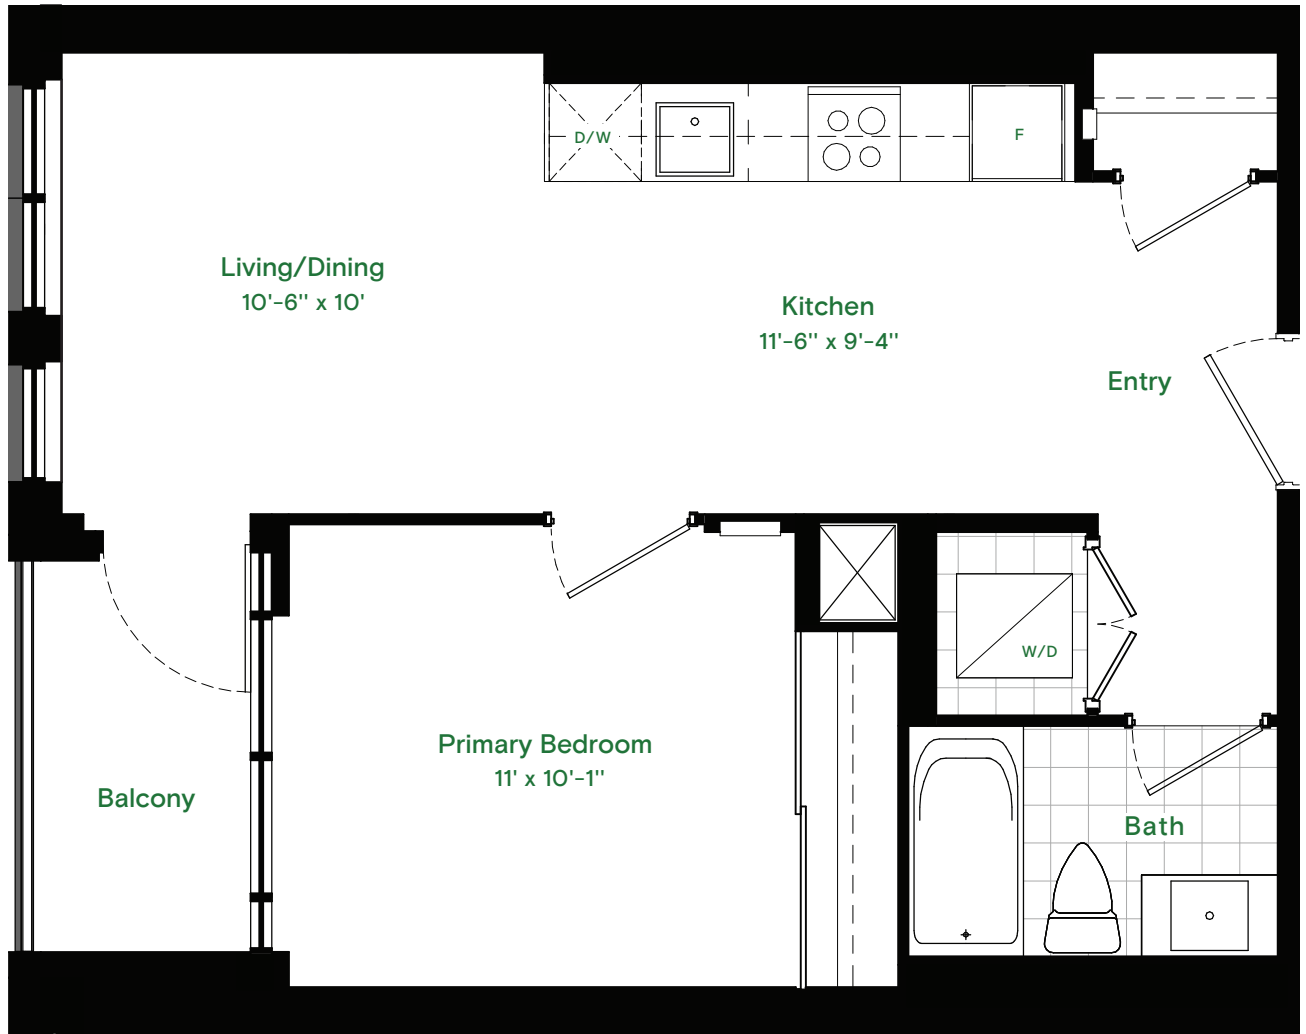 D/W
F
Living/Dining
10'-6" x 10'
Kitchen
11'-6" x 9'-4"
Entry
W/D
Primary Bedroom
11' x 10'-1"
Balcony
Bath